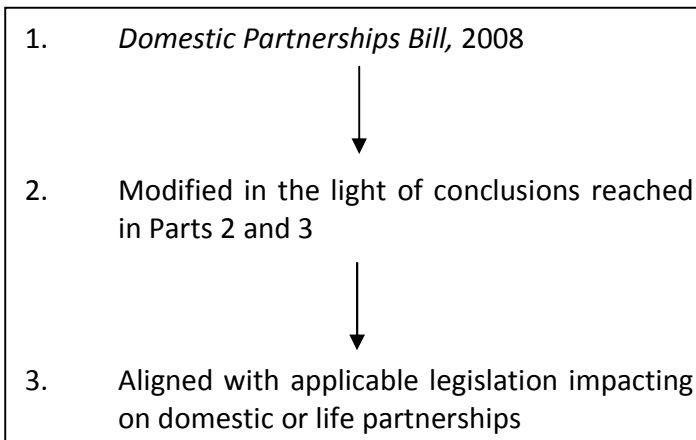 1. Domestic Partnerships Bill, 2008
2. Modified in the light of conclusions reached
in Parts 2 and 3
3. Aligned with applicable legislation impacting
on domestic or life partnerships